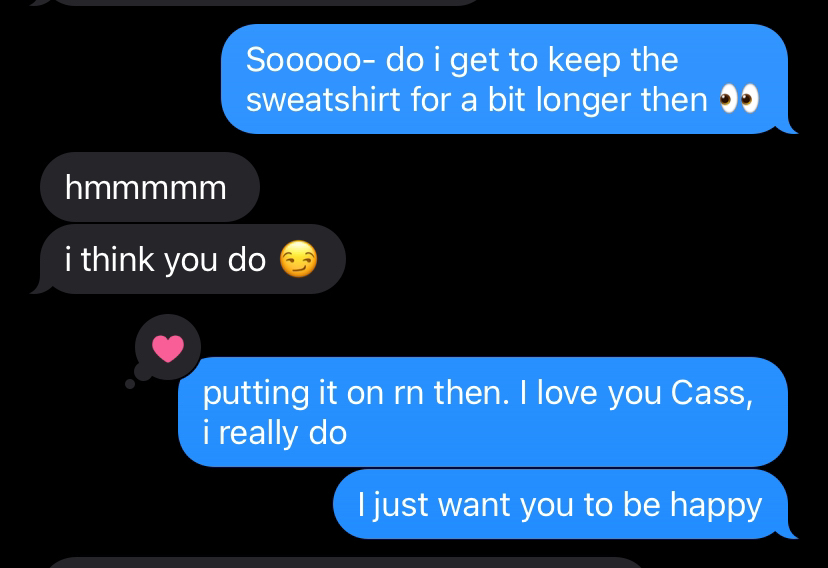 Sooooo- do i get to keep the
sweatshirt for a bit longer then 👀
hmmmmm
i think you do 😏
putting it on rn then. I love you Cass,
i really do
I just want you to be happy